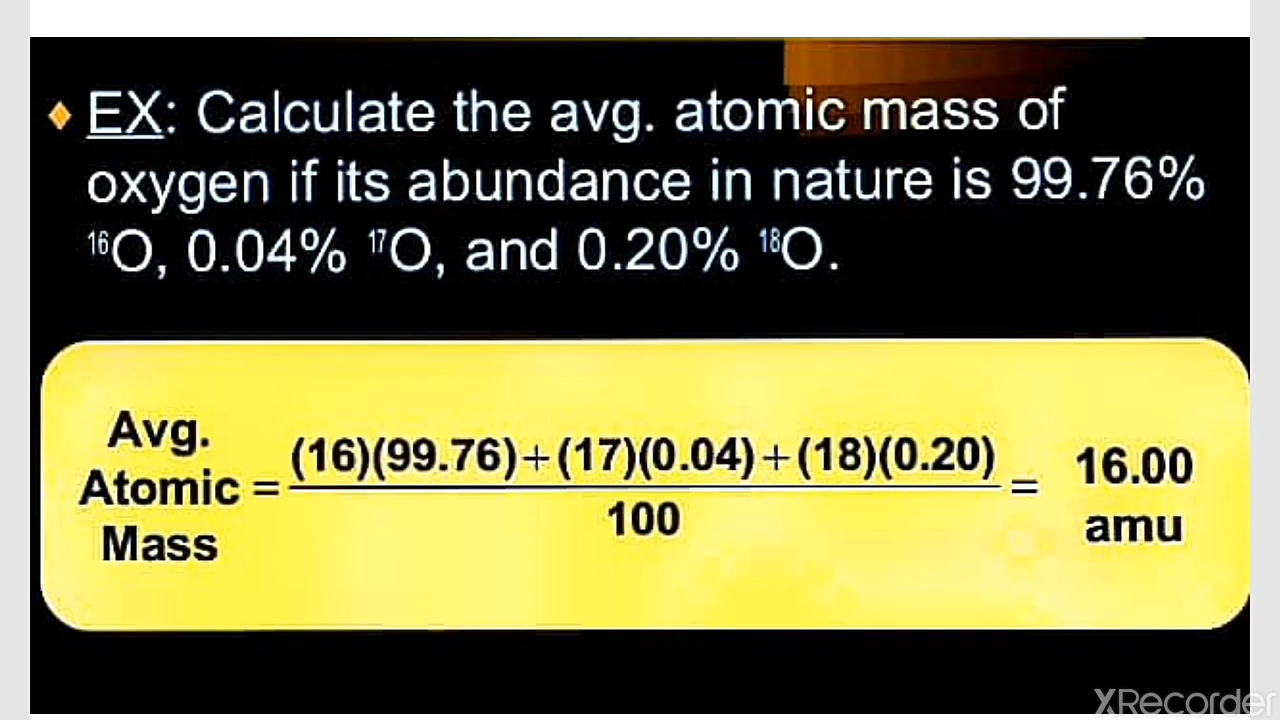 EX: Calculate the avg. atomic mass of
oxygen if its abundance in nature is 99.76%
¹⁶O, 0.04% ¹⁷O, and 0.20% ¹⁸O.
Avg.
Atomic
Mass
=
(16)(99.76)+(17)(0.04)+(18)(0.20)
100
=
16.00
amu
XRecorder